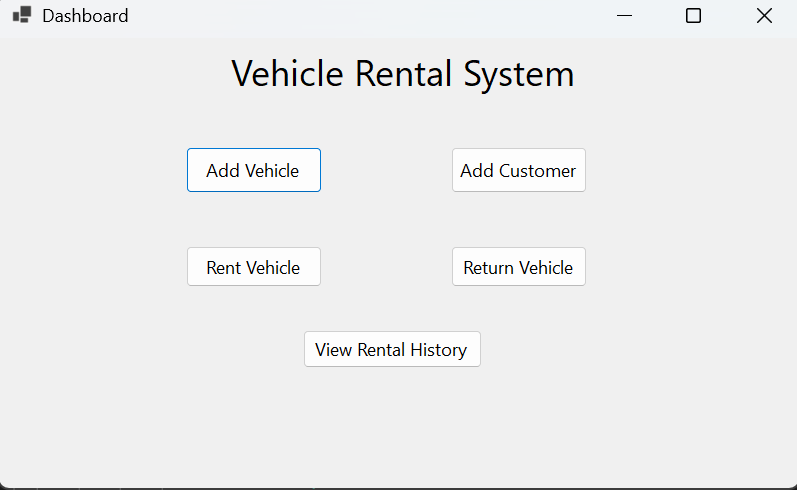 Dashboard
Vehicle Rental System
Add Vehicle
Add Customer
Rent Vehicle
Return Vehicle
View Rental History